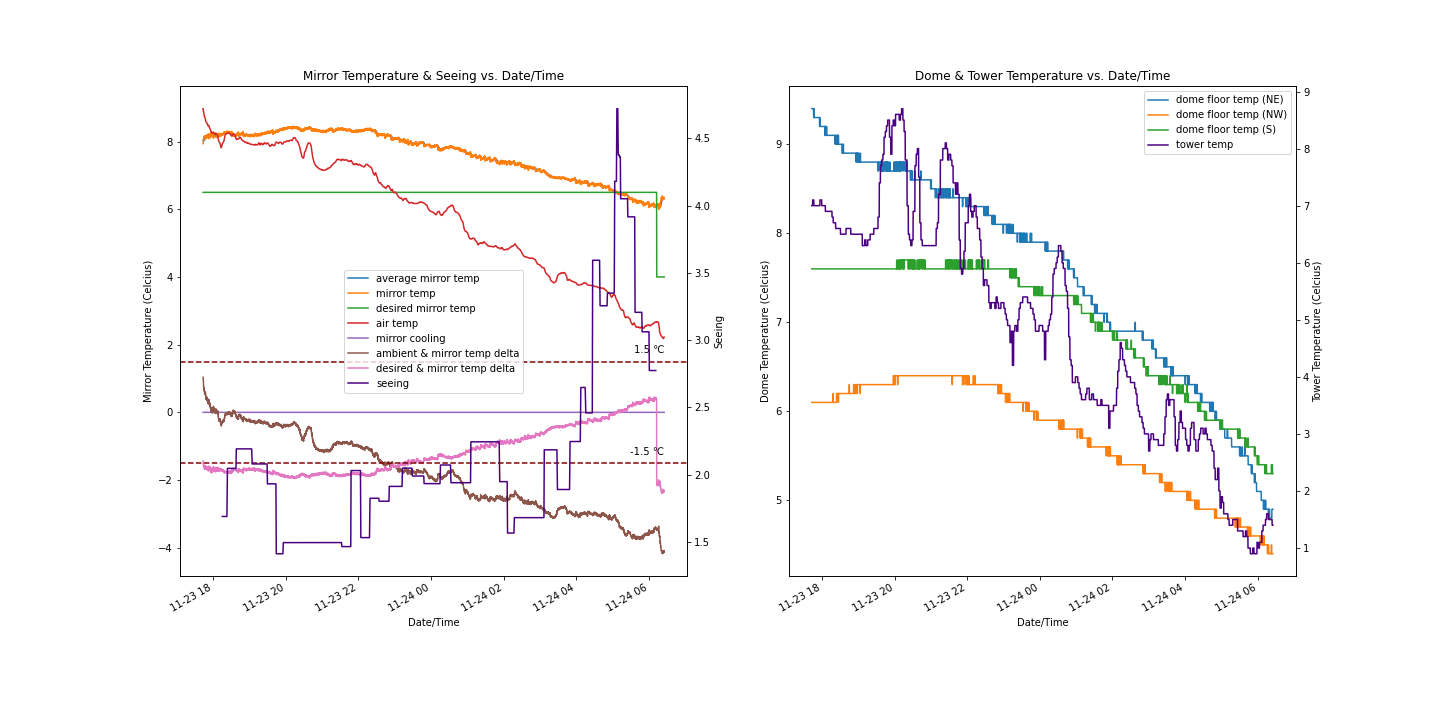 Mirror Temperature & Seeing vs. Date/Time
Mirror Temperature (Celcius)
8
6
4
2
0
−2
−4
average mirror temp
mirror temp
desired mirror temp
air temp
mirror cooling
ambient & mirror temp delta
desired & mirror temp delta
seeing
1.5 °C
-1.5 °C
4.5
4.0
3.5
3.0
2.5
2.0
1.5
Seeing
11-23 18
11-23 20
11-23 22
11-24 00
11-24 02
11-24 04
11-24 06
Date/Time
Dome & Tower Temperature vs. Date/Time
Dome Temperature (Celcius)
9
8
7
6
5
dome floor temp (NE)
dome floor temp (NW)
dome floor temp (S)
tower temp
9
8
7
6
5
4
3
2
1
Tower Temperature (Celcius)
11-23 18
11-23 20
11-23 22
11-24 00
11-24 02
11-24 04
11-24 06
Date/Time